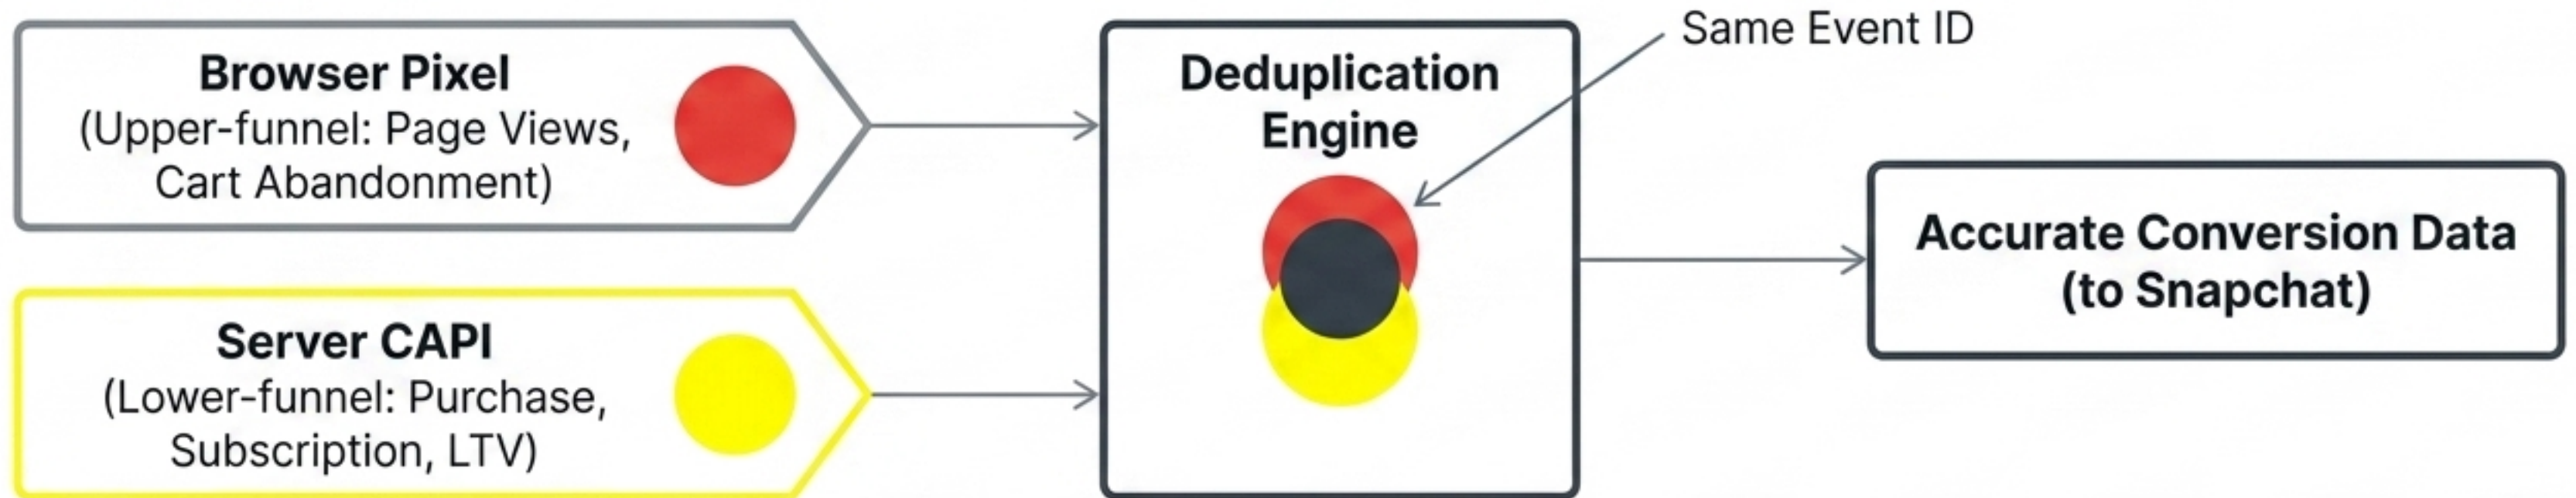 Browser Pixel
(Upper-funnel: Page Views,
Cart Abandonment)
Server CAPI
(Lower-funnel: Purchase,
Subscription, LTV)
Deduplication
Engine
Same Event ID
Accurate Conversion Data
(to Snapchat)